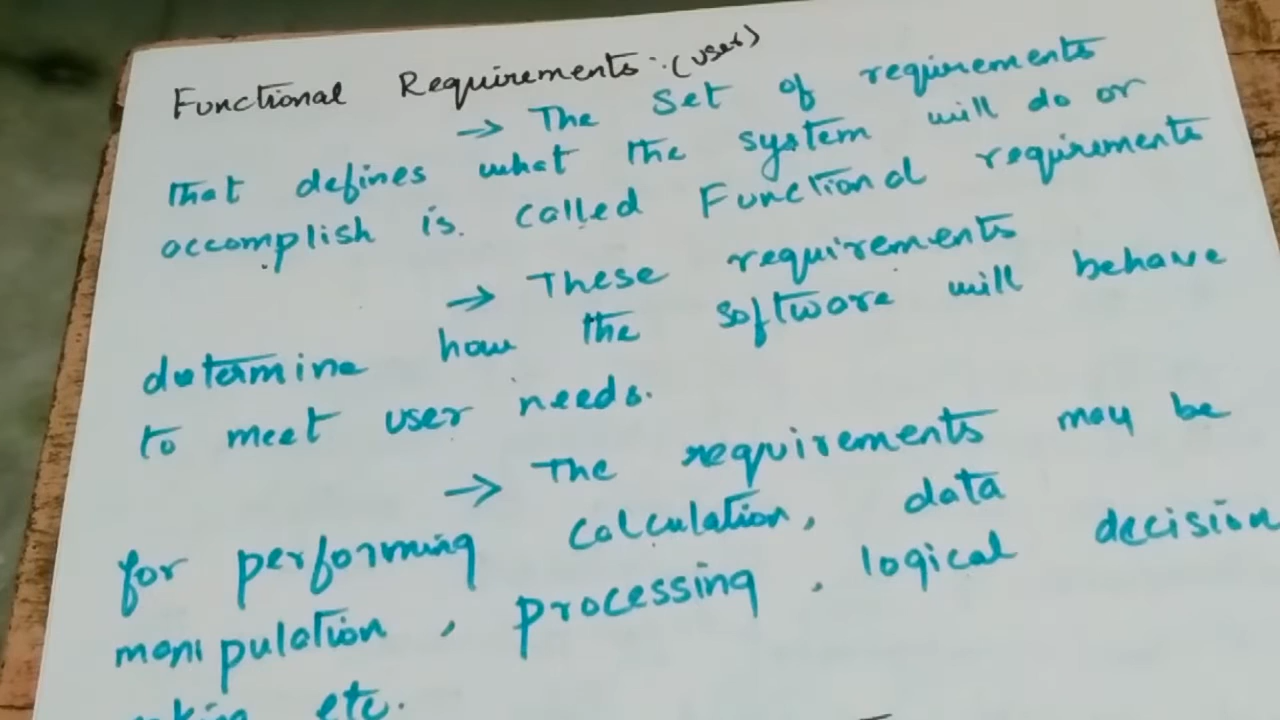 Functional Requirements :. (user)
→ The set of requirements
that defines what the system will do or
accomplish is. called Functional requirements
→ These requirements
determine how the software will behave
to meet user needs.
→ The requirements may be
for performing calculation, data
manipulation, processing, logical decision
etc.